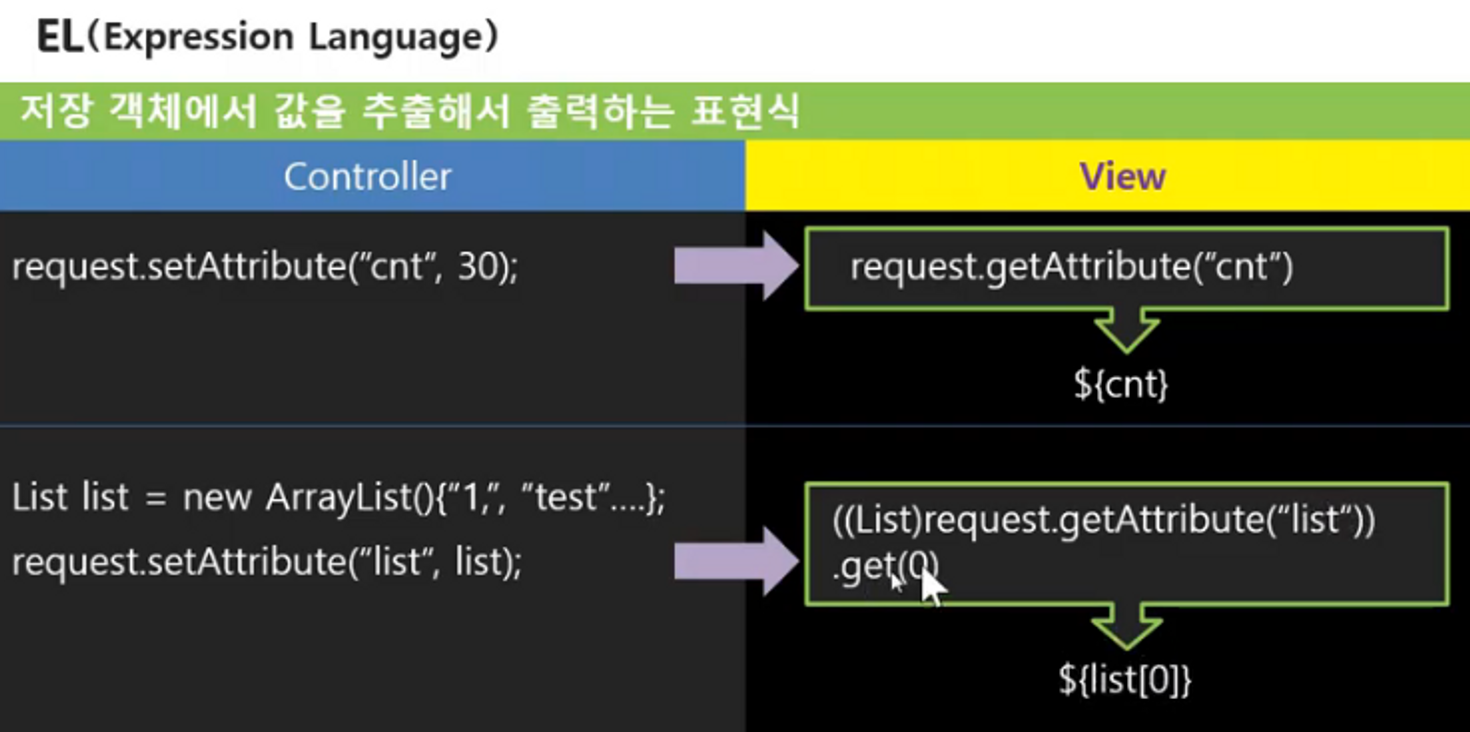 EL(Expression Language)
저장 객체에서 값을 추출해서 출력하는 표현식
Controller
View
request.setAttribute("cnt", 30);
request.getAttribute("cnt")
${cnt}
List list = new ArrayList(){"1,", "test"....};
request.setAttribute("list", list);
((List)request.getAttribute("list"))
.get(0)
${list[0]}